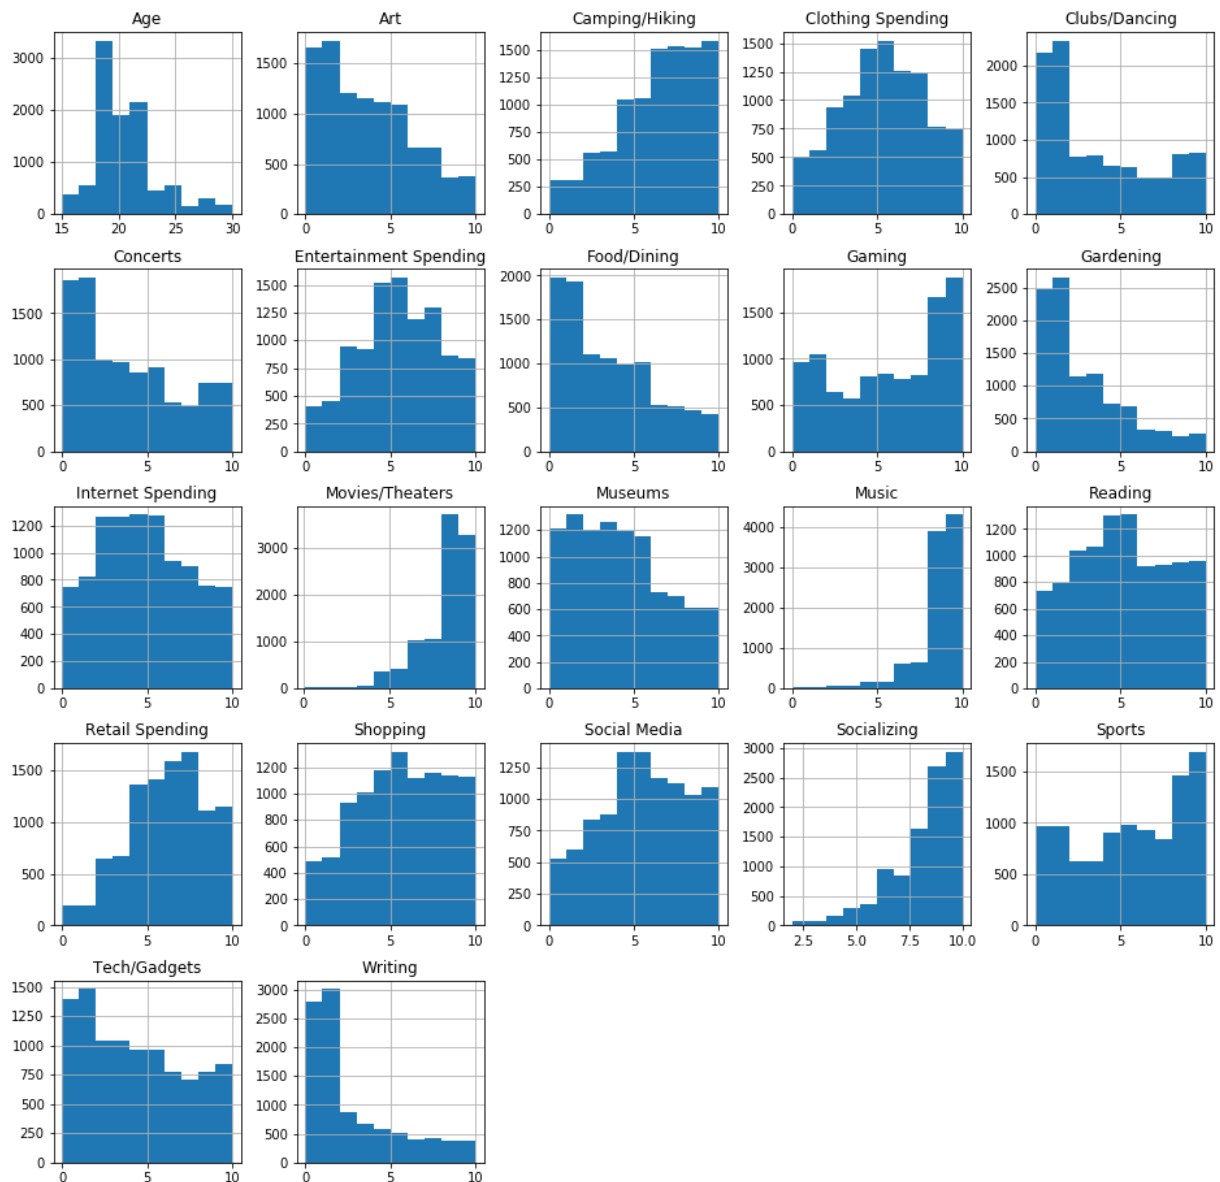 Age Art Camping/Hiking Clothing Spending Clubs/Dancing
3000 1500 1500 1500 2000
2000 1000 1250 1250 1500
1000 500 1000 1000 1000
0 0 750 750 500
500 500 0
250 250
0 0
15 20 25 30 0 5 10 0 5 10 0 5 10 0 5 10
Concerts Entertainment Spending Food/Dining Gaming Gardening
1500 1500 2000 1500 2500
1000 1250 1500 1000 2000
500 1000 1000 500 1500
0 750 500 0 1000
500 0 500
250 0
0
0 5 10 0 5 10 0 5 10 0 5 10 0 5 10
Internet Spending Movies/Theaters Museums Music Reading
1200 3000 1200 4000 1200
1000 2000 1000 3000 1000
800 1000 800 2000 800
600 0 600 1000 600
400 400 0 400
200 200 200
0 0 0
0 5 10 0 5 10 0 5 10 0 5 10 0 5 10
Retail Spending Shopping Social Media Socializing Sports
1500 1200 1250 3000 1500
1000 1000 1000 2500 1000
500 800 750 2000 500
0 600 500 1500 0
400 250 1000
200 0 500
0 0
0 5 10 0 5 10 0 5 10 2.5 5.0 7.5 10.0 0 5 10
Tech/Gadgets Writing
1500 3000
1250 2500
1000 2000
750 1500
500 1000
250 500
0 0
0 5 10 0 5 10